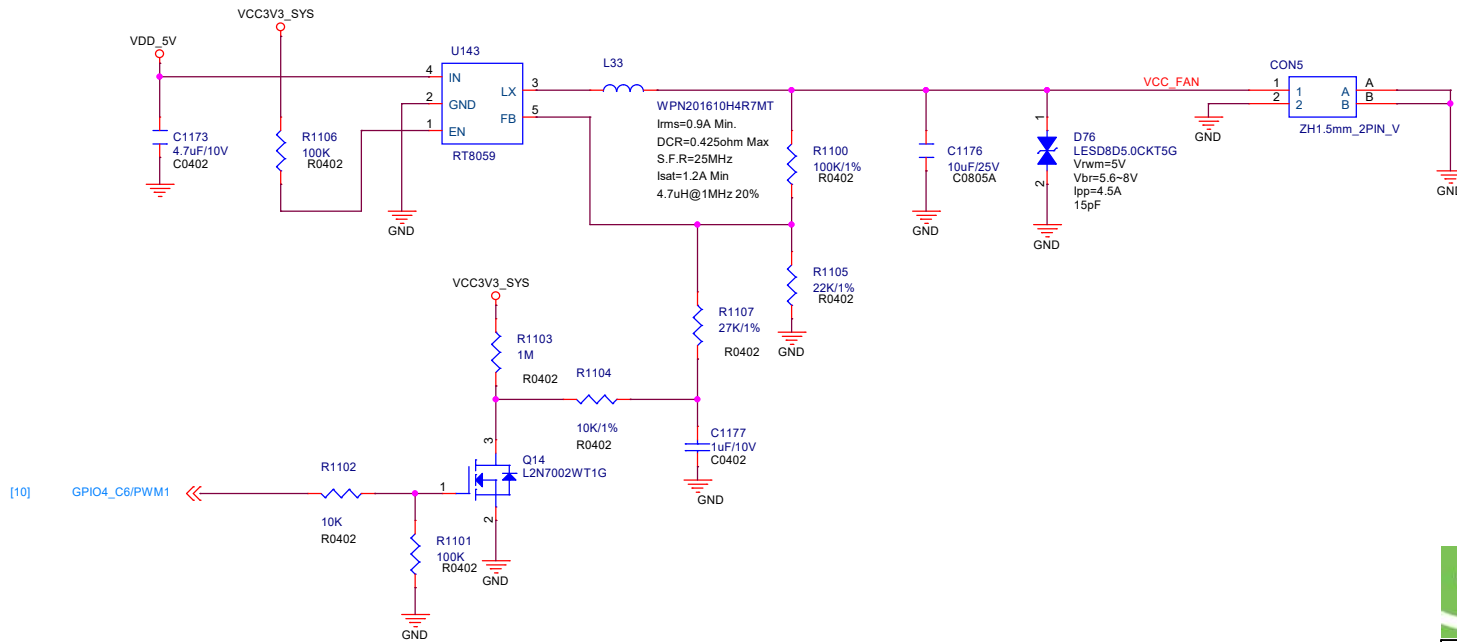 VCC3V3_SYS
VDD_5V
U143
4
IN
2
GND
1
EN
LX
3
FB
5
RT8059
C1173
4.7uF/10V
C0402
R1106
100K
R0402
GND
L33
WPN201610H4R7MT
Irms=0.9A Min.
DCR=0.425ohm Max
S.F.R=25MHz
Isat=1.2A Min
4.7uH@1MHz 20%
R1100
100K/1%
R0402
C1176
10uF/25V
C0805A
GND
1
D76
LESD8D5.0CKT5G
Vrwm=5V
Vbr=5.6~8V
Ipp=4.5A
15pF
2
GND
VCC_FAN
CON5
1
1
2
2
A
A
B
B
ZH1.5mm_2PIN_V
GND
GND
R1105
22K/1%
R0402
GND
VCC3V3_SYS
R1103
1M
R0402
R1104
10K/1%
R0402
R1107
27K/1%
R0402
C1177
1uF/10V
C0402
GND
3
Q14
L2N7002WT1G
1
2
GND
[10]
GPIO4_C6/PWM1
R1102
10K
R0402
R1101
100K
R0402
GND